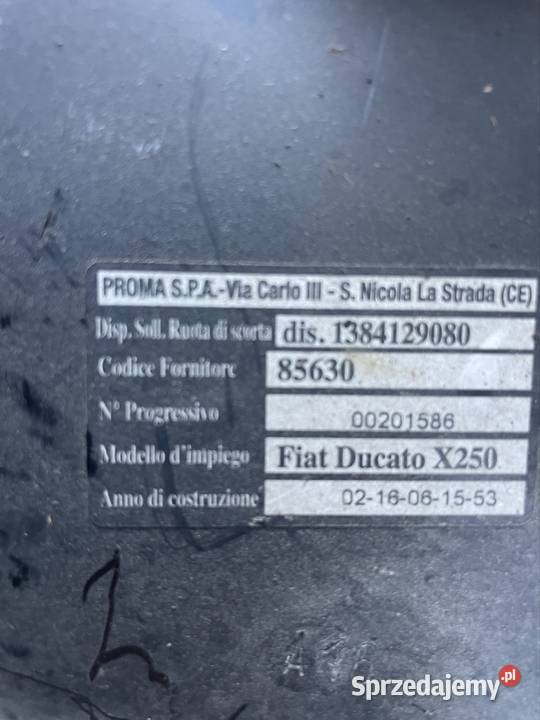 PROMA S.P.A.-Via Carlo III - S. Nicola La Strada (CE)
Disp. Soll. Ruota di scorta dis. 1384129080
Codice Fornitore 85630
N° Progressivo 00201586
Modello d'impiego Fiat Ducato X250
Anno di costruzione 02-16-06-15-53
2
Sprzedajemy.pl